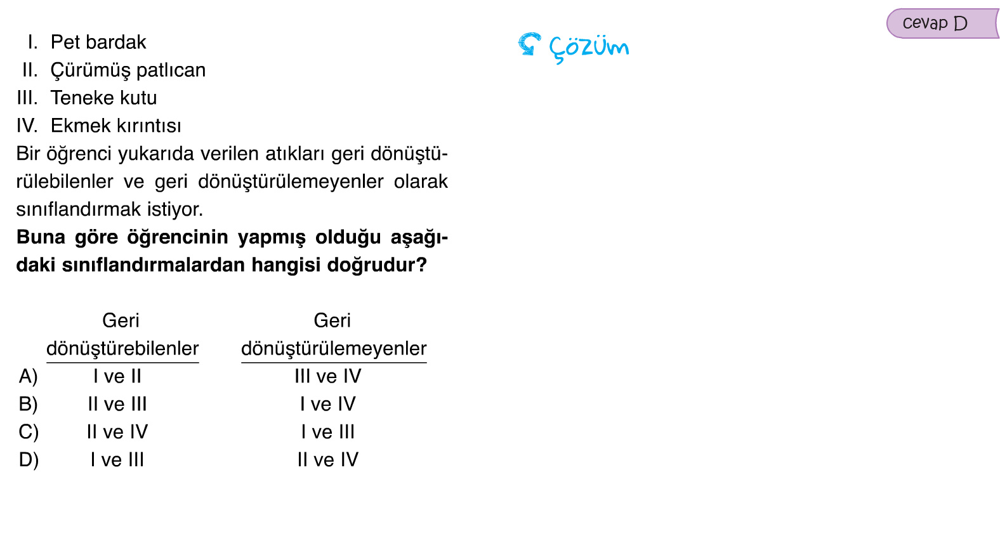 I. Pet bardak
II. Çürümüş patlıcan
III. Teneke kutu
IV. Ekmek kırıntısı
Bir öğrenci yukarıda verilen atıkları geri dönüştü-
rülebilenler ve geri dönüştürülemeyenler olarak
sınıflandırmak istiyor.
Buna göre öğrencinin yapmış olduğu aşağı-
daki sınıflandırmalardan hangisi doğrudur?
Geri Geri
dönüştürebilenler dönüştürülemeyenler
A) I ve II III ve IV
B) II ve III I ve IV
C) II ve IV I ve III
D) I ve III II ve IV
Çözüm
Cevap D